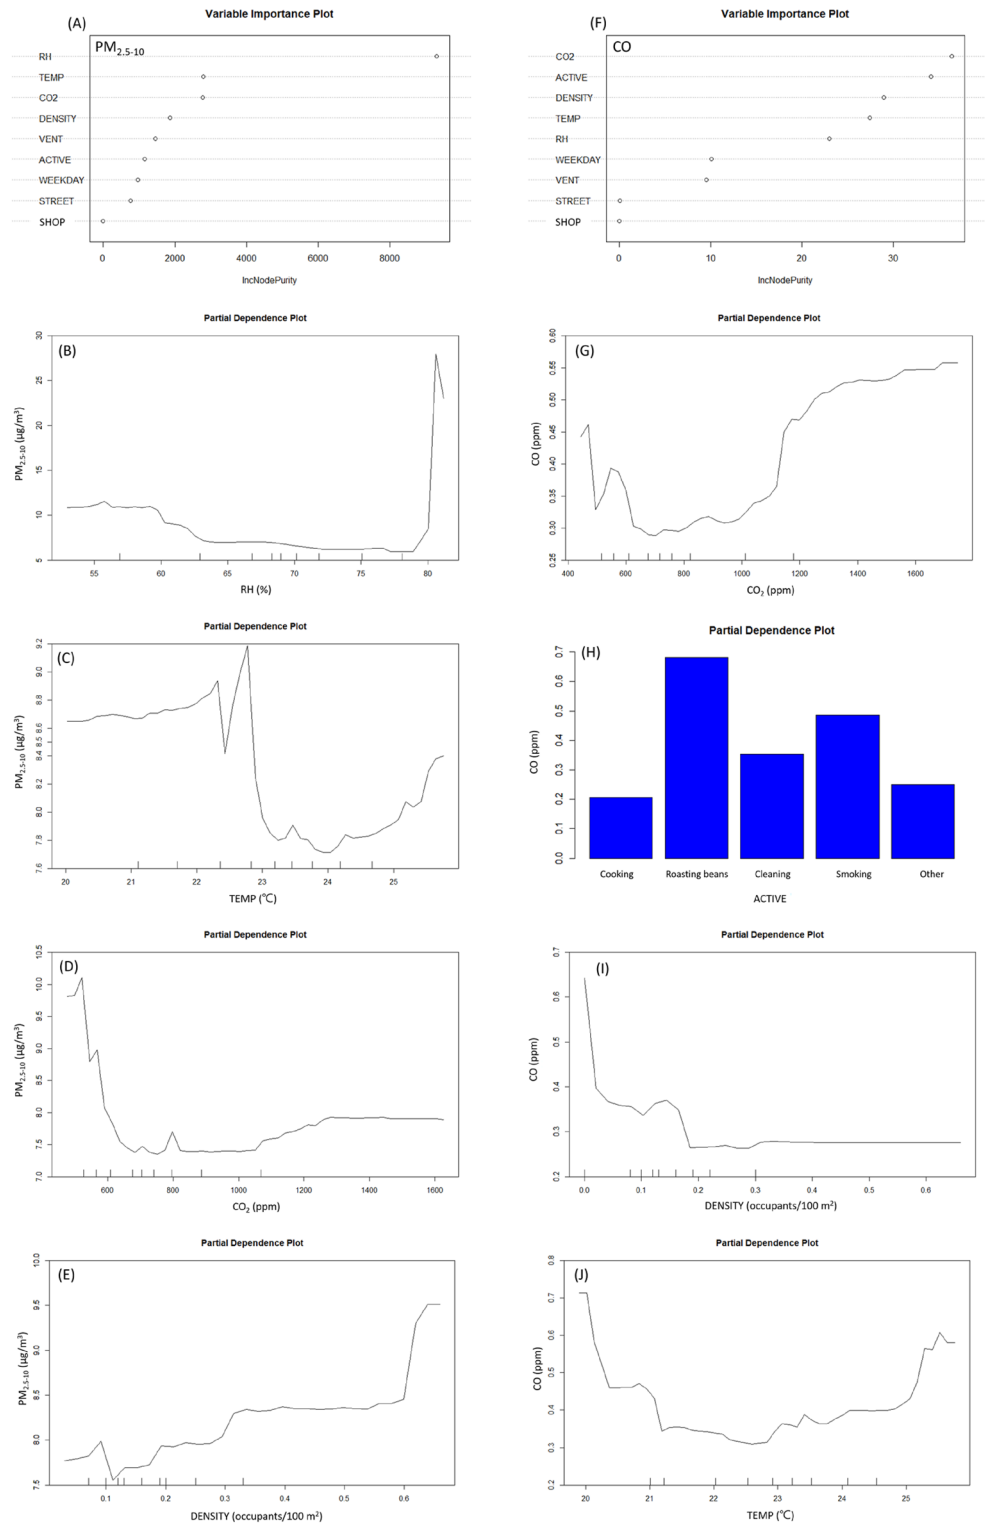 (A)
Variable Importance Plot
PM2.5-10
RH
TEMP
CO2
DENSITY
VENT
ACTIVE
WEEKDAY
STREET
SHOP
0 2000 4000 6000 8000
IncNodePurity
(F)
Variable Importance Plot
CO
CO2
ACTIVE
DENSITY
TEMP
RH
WEEKDAY
VENT
STREET
SHOP
0 10 20 30
IncNodePurity
Partial Dependence Plot
(B)
PM2.5-10 (µg/m³)
30
25
20
15
10
5
55 60 65 70 75 80
RH (%)
Partial Dependence Plot
(G)
CO (ppm)
0.60
0.55
0.50
0.45
0.40
0.35
0.30
0.25
400 600 800 1000 1200 1400 1600
CO2 (ppm)
Partial Dependence Plot
(C)
PM2.5-10 (µg/m³)
9.2
9.0
8.8
8.6
8.5
8.4
8.2
8.0
7.8
7.6
20 21 22 23 24 25
TEMP (℃)
Partial Dependence Plot
(H)
CO (ppm)
0.7
0.6
0.5
0.4
0.3
0.2
0.1
0.0
Cooking Roasting beans Cleaning Smoking Other
ACTIVE
Partial Dependence Plot
(D)
PM2.5-10 (µg/m³)
10.5
10.0
9.5
9.0
8.5
8.0
7.5
7.0
600 800 1000 1200 1400 1600
CO2 (ppm)
Partial Dependence Plot
(I)
CO (ppm)
0.7
0.6
0.5
0.4
0.3
0.2
0.0 0.1 0.2 0.3 0.4 0.5 0.6
DENSITY (occupants/100 m²)
Partial Dependence Plot
(E)
PM2.5-10 (µg/m³)
10.0
9.5
9.0
8.5
8.0
7.5
0.1 0.2 0.3 0.4 0.5 0.6
DENSITY (occupants/100 m²)
Partial Dependence Plot
(J)
CO (ppm)
0.8
0.7
0.6
0.5
0.4
0.3
0.2
20 21 22 23 24 25
TEMP (℃)